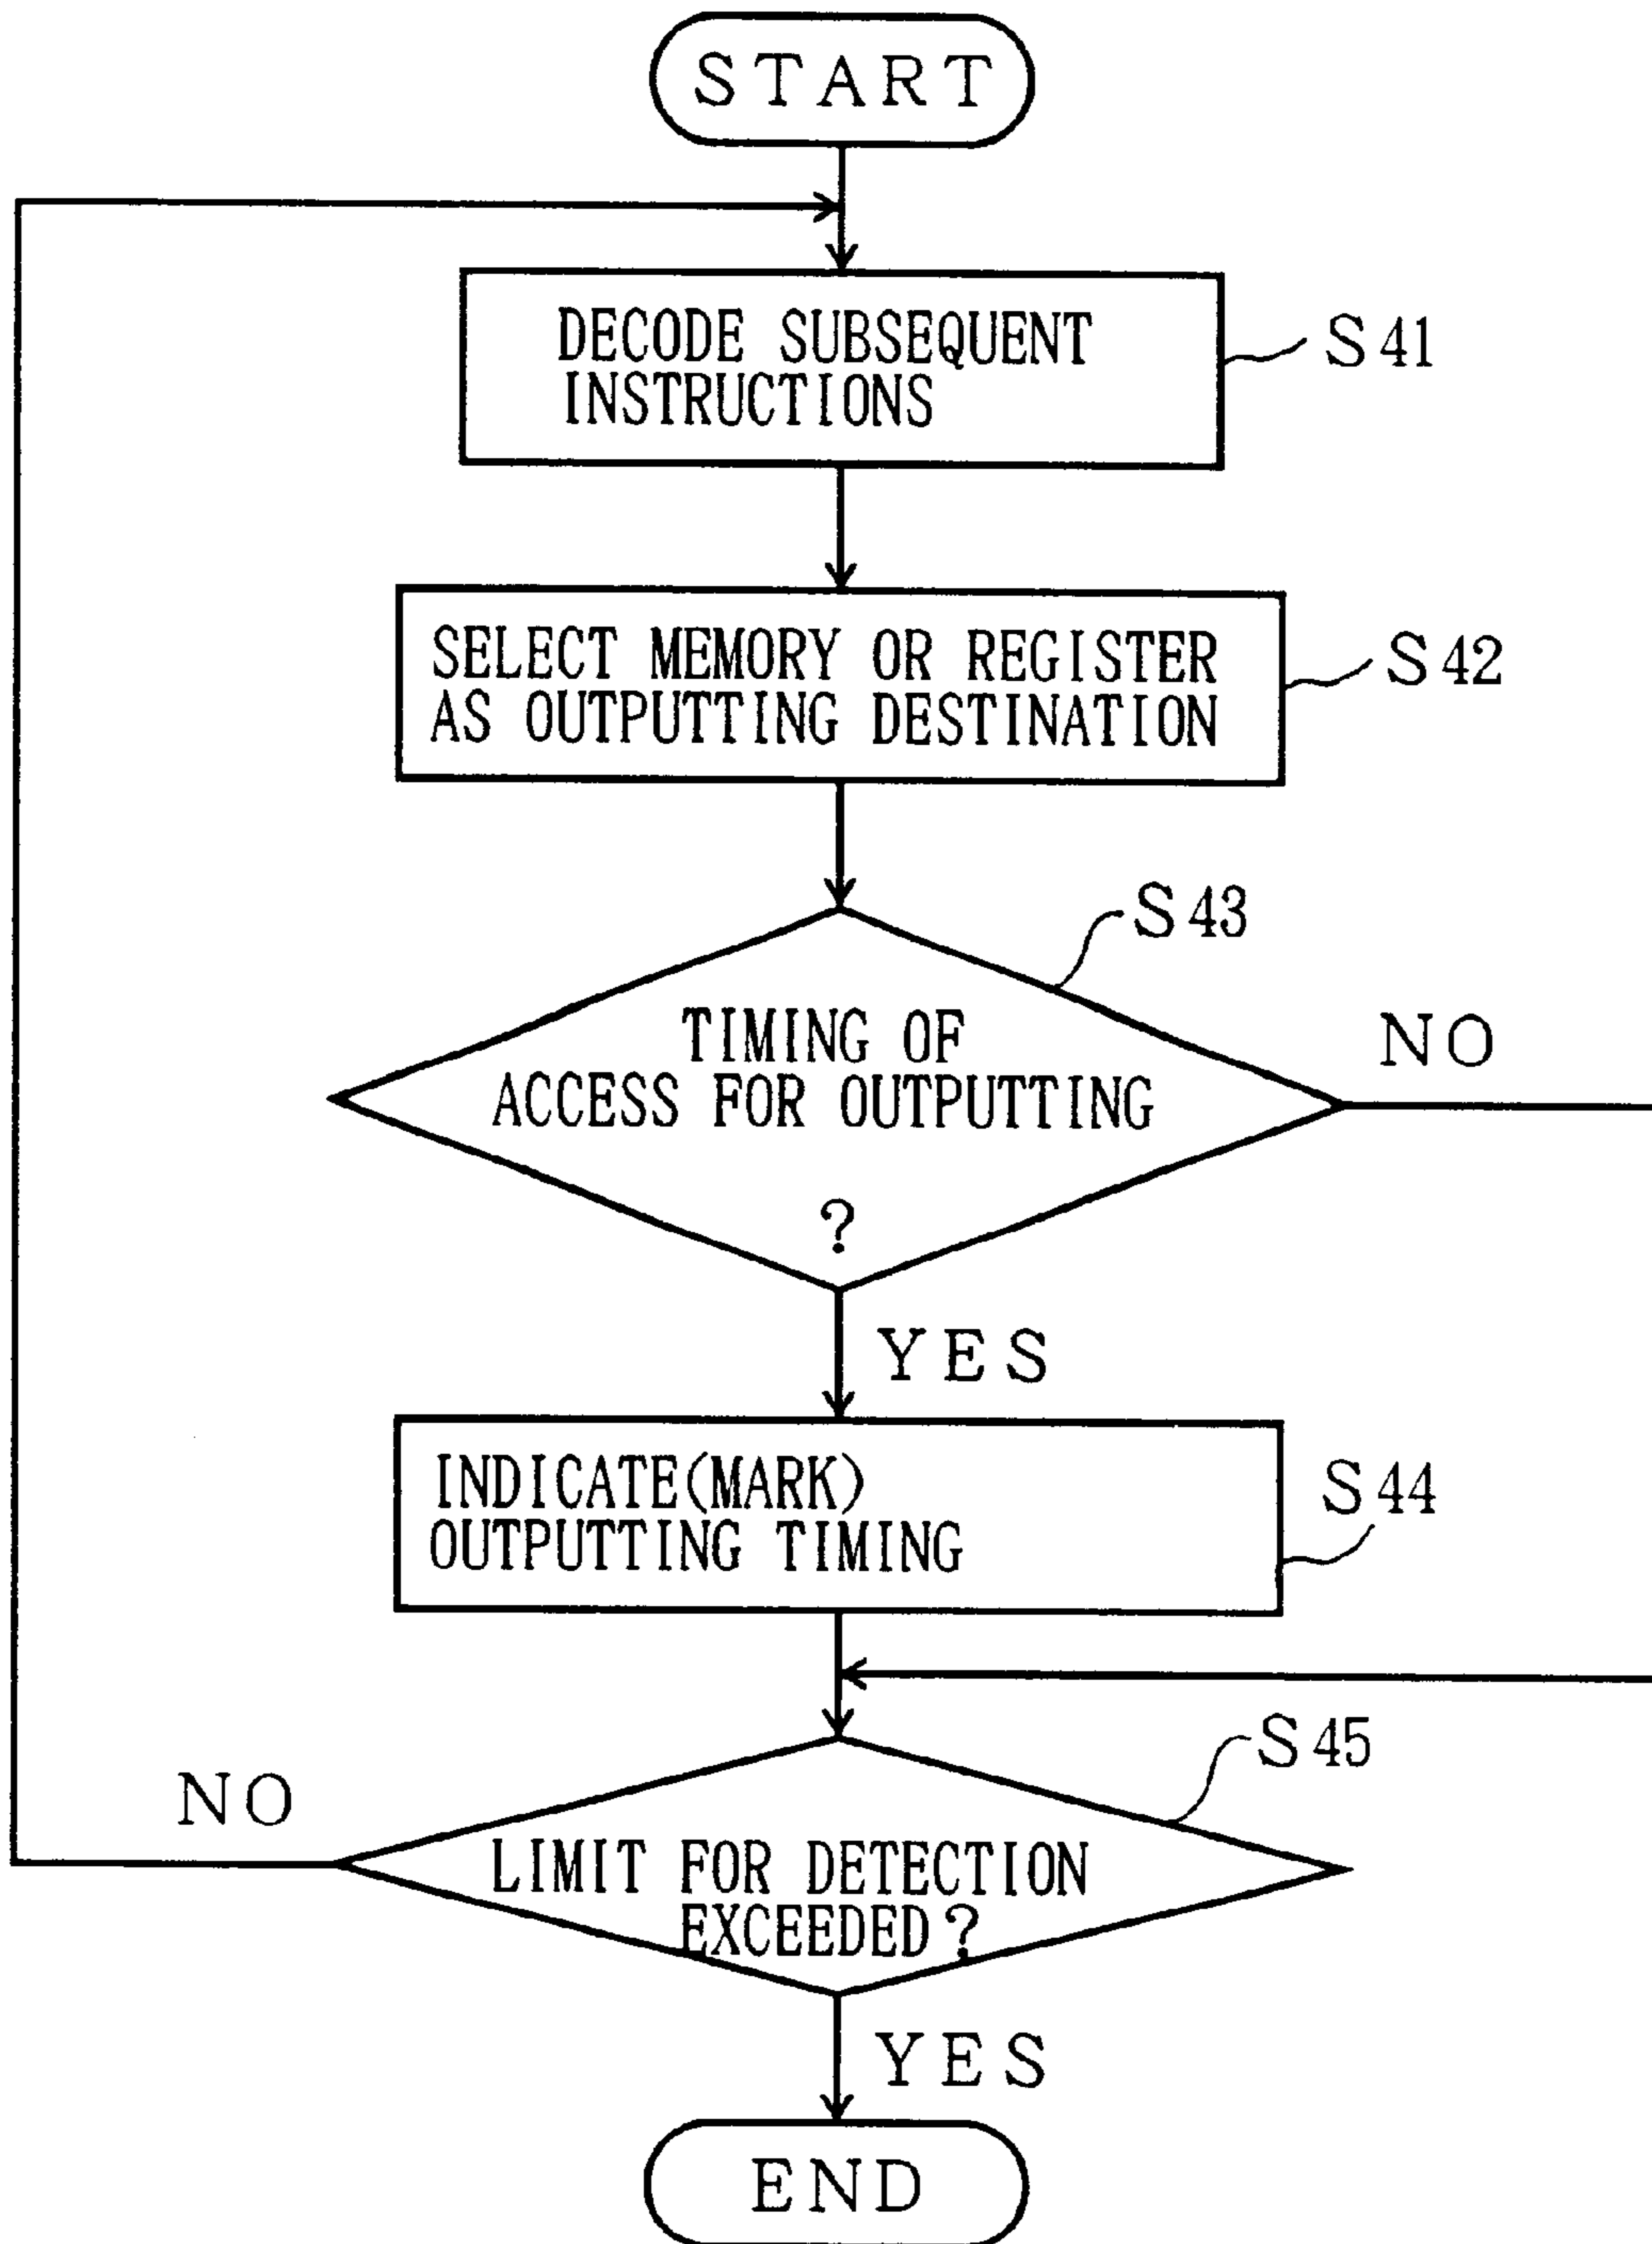 START
DECODE SUBSEQUENT
INSTRUCTIONS
S41
SELECT MEMORY OR REGISTER
AS OUTPUTTING DESTINATION
S42
S43
TIMING OF
ACCESS FOR OUTPUTTING
?
NO
YES
INDICATE(MARK)
OUTPUTTING TIMING
S44
S45
NO
LIMIT FOR DETECTION
EXCEEDED?
YES
END